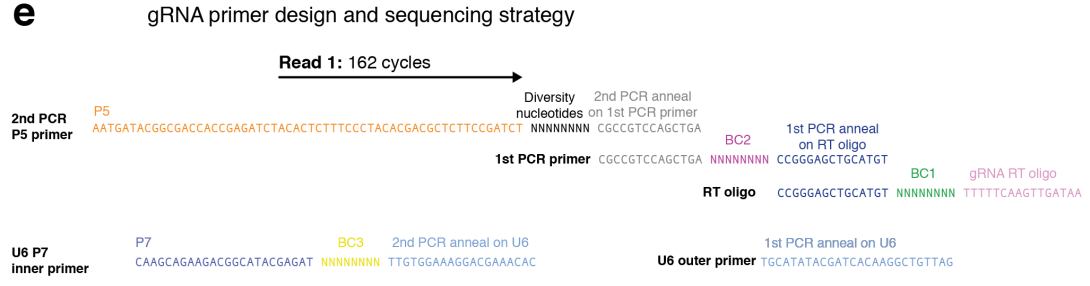 e
gRNA primer design and sequencing strategy
Read 1: 162 cycles
Diversity nucleotides
2nd PCR anneal on 1st PCR primer
2nd PCR P5 primer
P5
AATGATACGGCGACCACCGAGATCTACACTCTTTCCCTACACGACGCTCTTCCGATCT NNNNNNNN CGCCGTCCAGCTGA
BC2
1st PCR anneal on RT oligo
1st PCR primer CGCCGTCCAGCTGA NNNNNNNN CCGGGAGCTGCATGT
BC1
gRNA RT oligo
RT oligo CCGGGAGCTGCATGT NNNNNNNN TTTTTCAAGTTGATAA
U6 P7 inner primer
P7
BC3
2nd PCR anneal on U6
CAAGCAGAAGACGGCATACGAGAT NNNNNNNN TTGTGGAAAGGACGAAACAC
1st PCR anneal on U6
U6 outer primer TGCATATACGATCACAAGGCTGTTAG